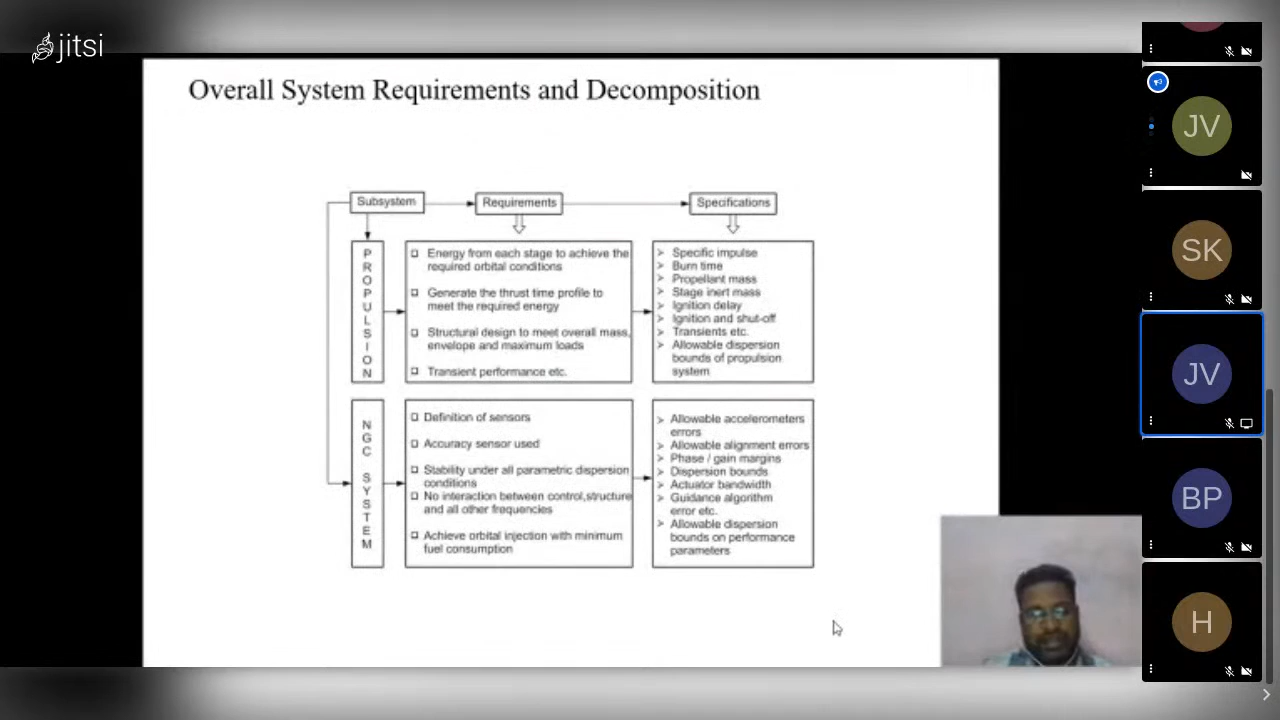 jitsi
Overall System Requirements and Decomposition
Subsystem
Requirements
Specifications
PROPULSION
Energy from each stage to achieve the
required orbital conditions
Generate the thrust time profile to
meet the required energy
Structural design to meet overall mass,
envelope and maximum loads
Transient performance etc.
Specific impulse
Burn time
Propellant mass
Stage inert mass
Ignition delay
Ignition and shut-off
Transients etc.
Allowable dispersion
bounds of propulsion
system
NGC SYSTEM
Definition of sensors
Accuracy sensor used
Stability under all parametric dispersion
conditions
No interaction between control,structure
and all other frequencies
Achieve orbital injection with minimum
fuel consumption
Allowable accelerometers
errors
Allowable alignment errors
Phase / gain margins
Dispersion bounds
Actuator bandwidth
Guidance algorithm
error etc.
Allowable dispersion
bounds on performance
parameters
JV
SK
JV
BP
H